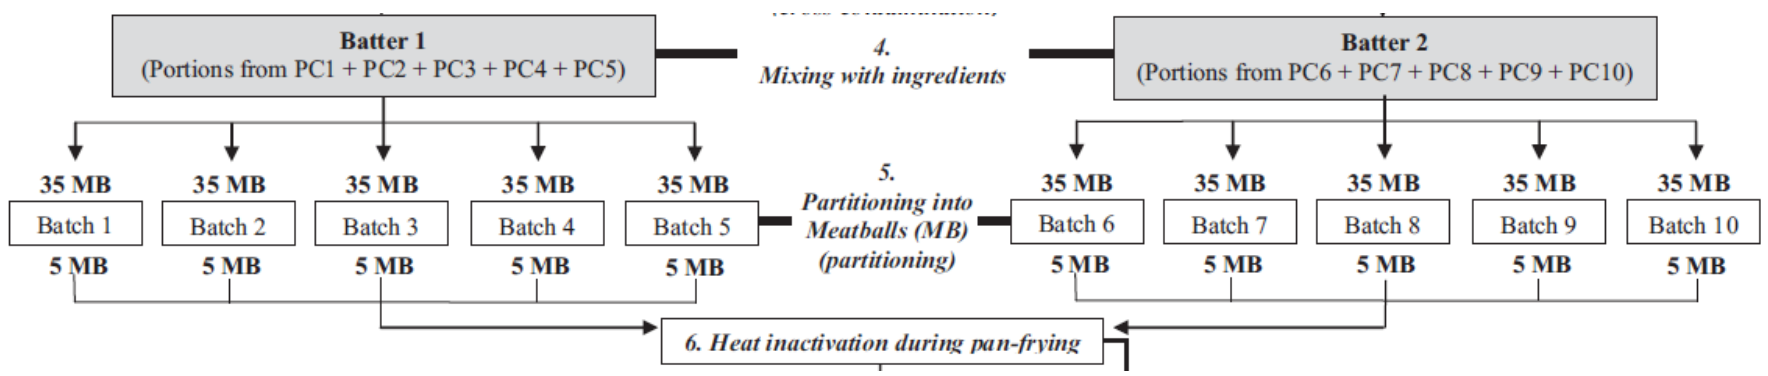 Batter 1
(Portions from PC1 + PC2 + PC3 + PC4 + PC5)
4.
Mixing with ingredients
Batter 2
(Portions from PC6 + PC7 + PC8 + PC9 + PC10)
35 MB 35 MB 35 MB 35 MB 35 MB
Batch 1 Batch 2 Batch 3 Batch 4 Batch 5
5 MB 5 MB 5 MB 5 MB 5 MB
5.
Partitioning into
Meatballs (MB)
(partitioning)
35 MB 35 MB 35 MB 35 MB 35 MB
Batch 6 Batch 7 Batch 8 Batch 9 Batch 10
5 MB 5 MB 5 MB 5 MB 5 MB
6. Heat inactivation during pan-frying